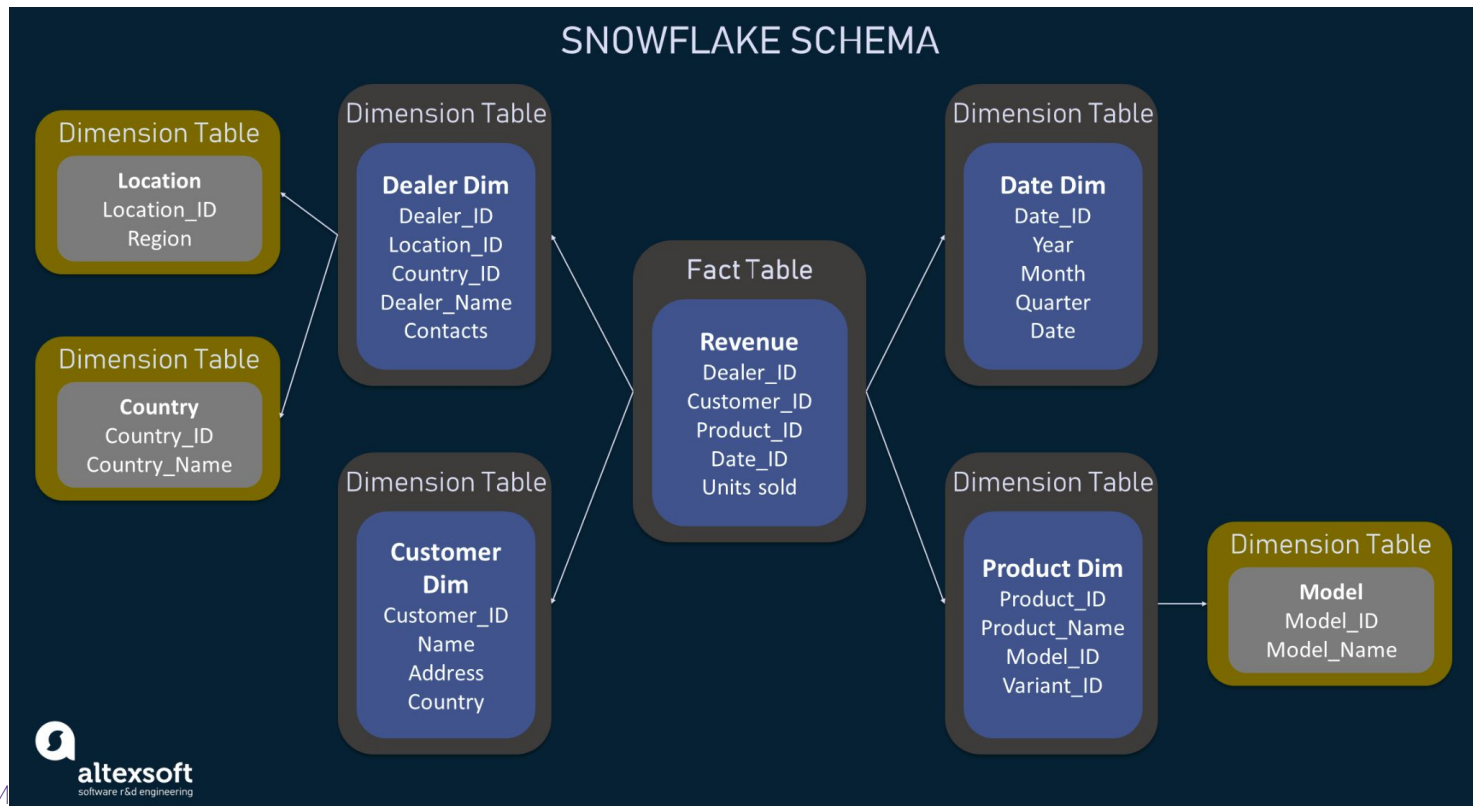 SNOWFLAKE SCHEMA
Dimension Table
Location
Location_ID
Region
Dimension Table
Country
Country_ID
Country_Name
Dimension Table
Dealer Dim
Dealer_ID
Location_ID
Country_ID
Dealer_Name
Contacts
Dimension Table
Customer
Dim
Customer_ID
Name
Address
Country
Fact Table
Revenue
Dealer_ID
Customer_ID
Product_ID
Date_ID
Units sold
Dimension Table
Date Dim
Date_ID
Year
Month
Quarter
Date
Dimension Table
Product Dim
Product_ID
Product_Name
Model_ID
Variant_ID
Dimension Table
Model
Model_ID
Model_Name
altexsoft
software r&d engineering